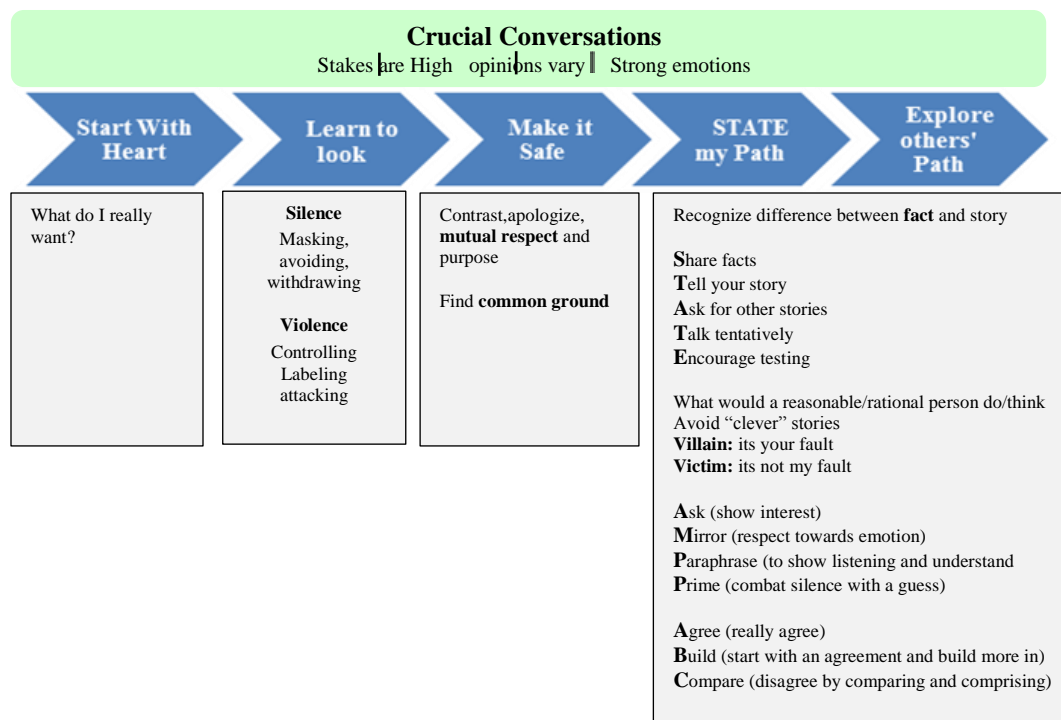 Crucial Conversations
Stakes are High opinions vary Strong emotions
Start With
Heart
Learn to
look
Make it
Safe
STATE
my Path
Explore
others'
Path
What do I really
want?
Silence
Masking,
avoiding,
withdrawing
Violence
Controlling
Labeling
attacking
Contrast,apologize,
mutual respect and
purpose
Find common ground
Recognize difference between fact and story
Share facts
Tell your story
Ask for other stories
Talk tentatively
Encourage testing
What would a reasonable/rational person do/think
Avoid “clever” stories
Villain: its your fault
Victim: its not my fault
Ask (show interest)
Mirror (respect towards emotion)
Paraphrase (to show listening and understand
Prime (combat silence with a guess)
Agree (really agree)
Build (start with an agreement and build more in)
Compare (disagree by comparing and comprising)